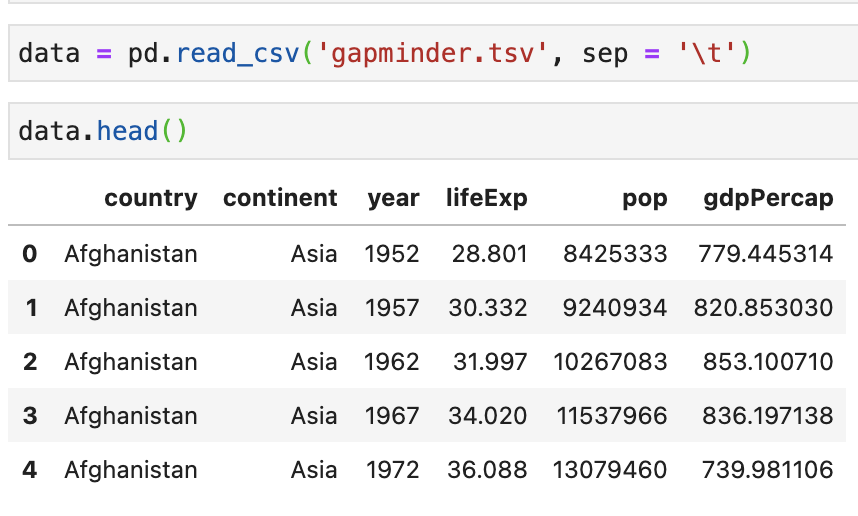 data = pd.read_csv('gapminder.tsv', sep = '\t')
data.head()
country continent year lifeExp pop gdpPercap
0 Afghanistan Asia 1952 28.801 8425333 779.445314
1 Afghanistan Asia 1957 30.332 9240934 820.853030
2 Afghanistan Asia 1962 31.997 10267083 853.100710
3 Afghanistan Asia 1967 34.020 11537966 836.197138
4 Afghanistan Asia 1972 36.088 13079460 739.981106